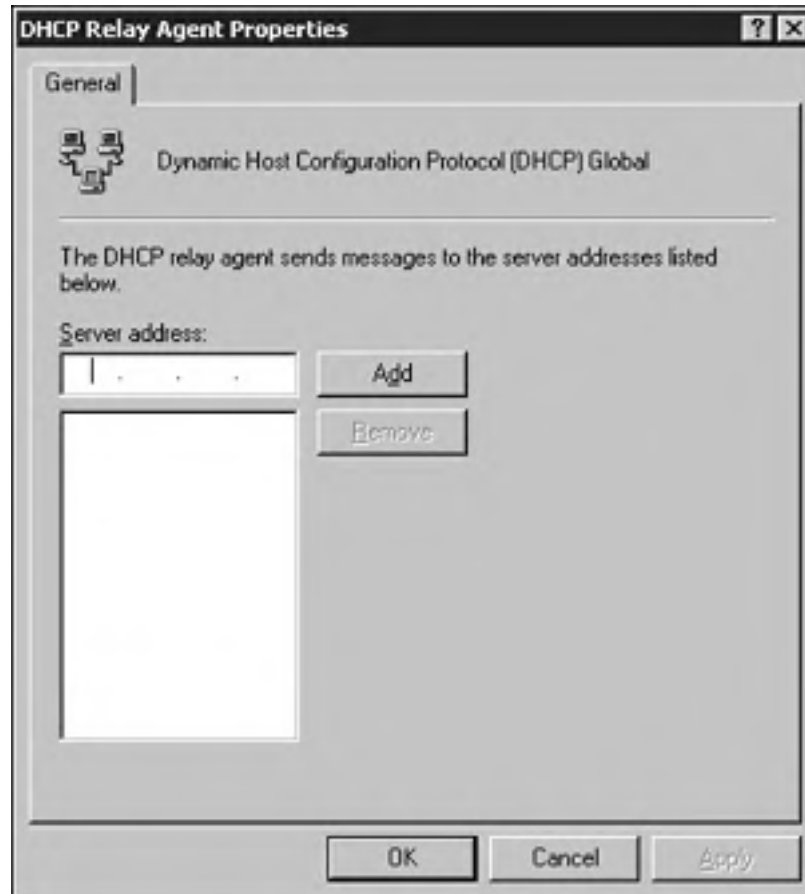 DHCP Relay Agent Properties
General
Dynamic Host Configuration Protocol (DHCP) Global
The DHCP relay agent sends messages to the server addresses listed
below.
Server address:
. . .
Add
Remove
OK
Cancel
Apply